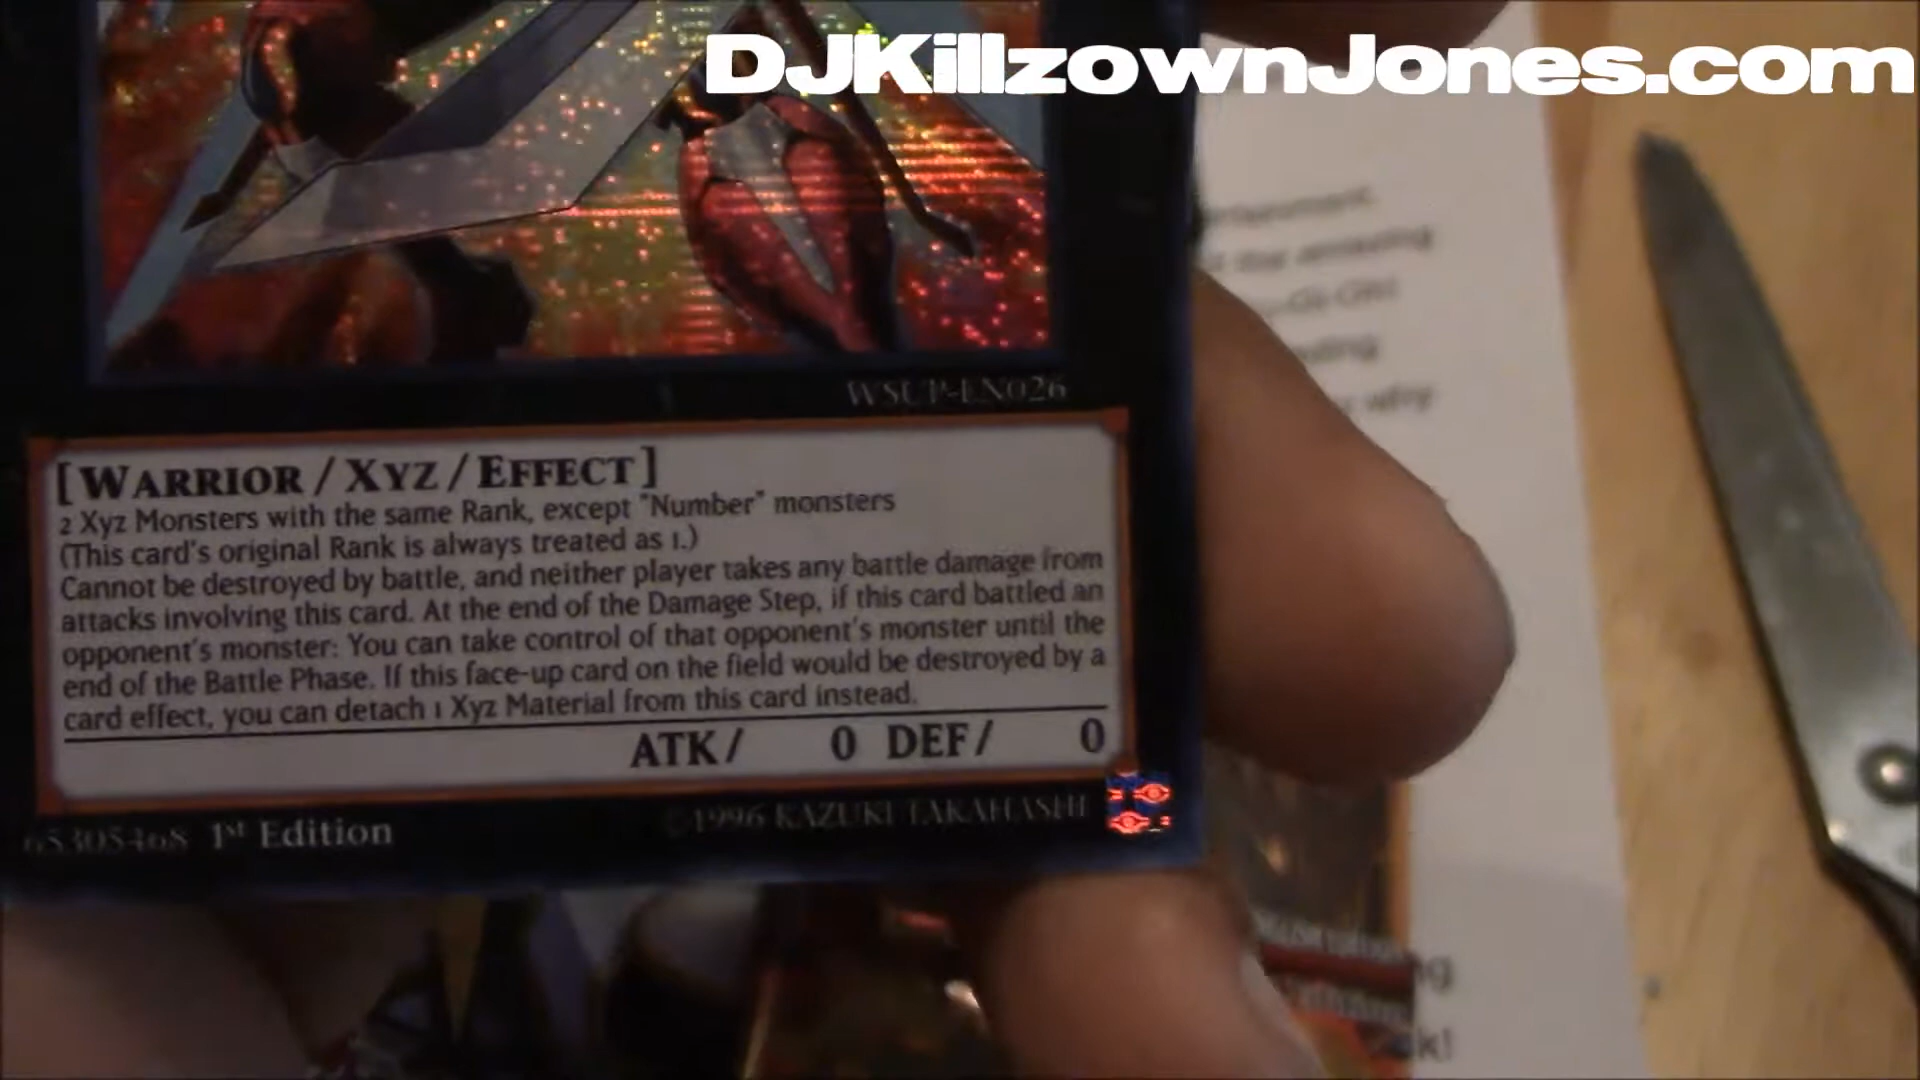 DJKillzownJones.com
the amazing
why
WSUP-EN026
[WARRIOR/XYZ/EFFECT]
2 Xyz Monsters with the same Rank, except "Number" monsters
(This card's original Rank is always treated as 1.)
Cannot be destroyed by battle, and neither player takes any battle damage from
attacks involving this card. At the end of the Damage Step, if this card battled an
opponent's monster: You can take control of that opponent's monster until the
end of the Battle Phase. If this face-up card on the field would be destroyed by a
card effect, you can detach 1 Xyz Material from this card instead.
ATK/ 0 DEF/ 0
65305468 1st Edition
©1996 KAZUKI TAKAHASHI